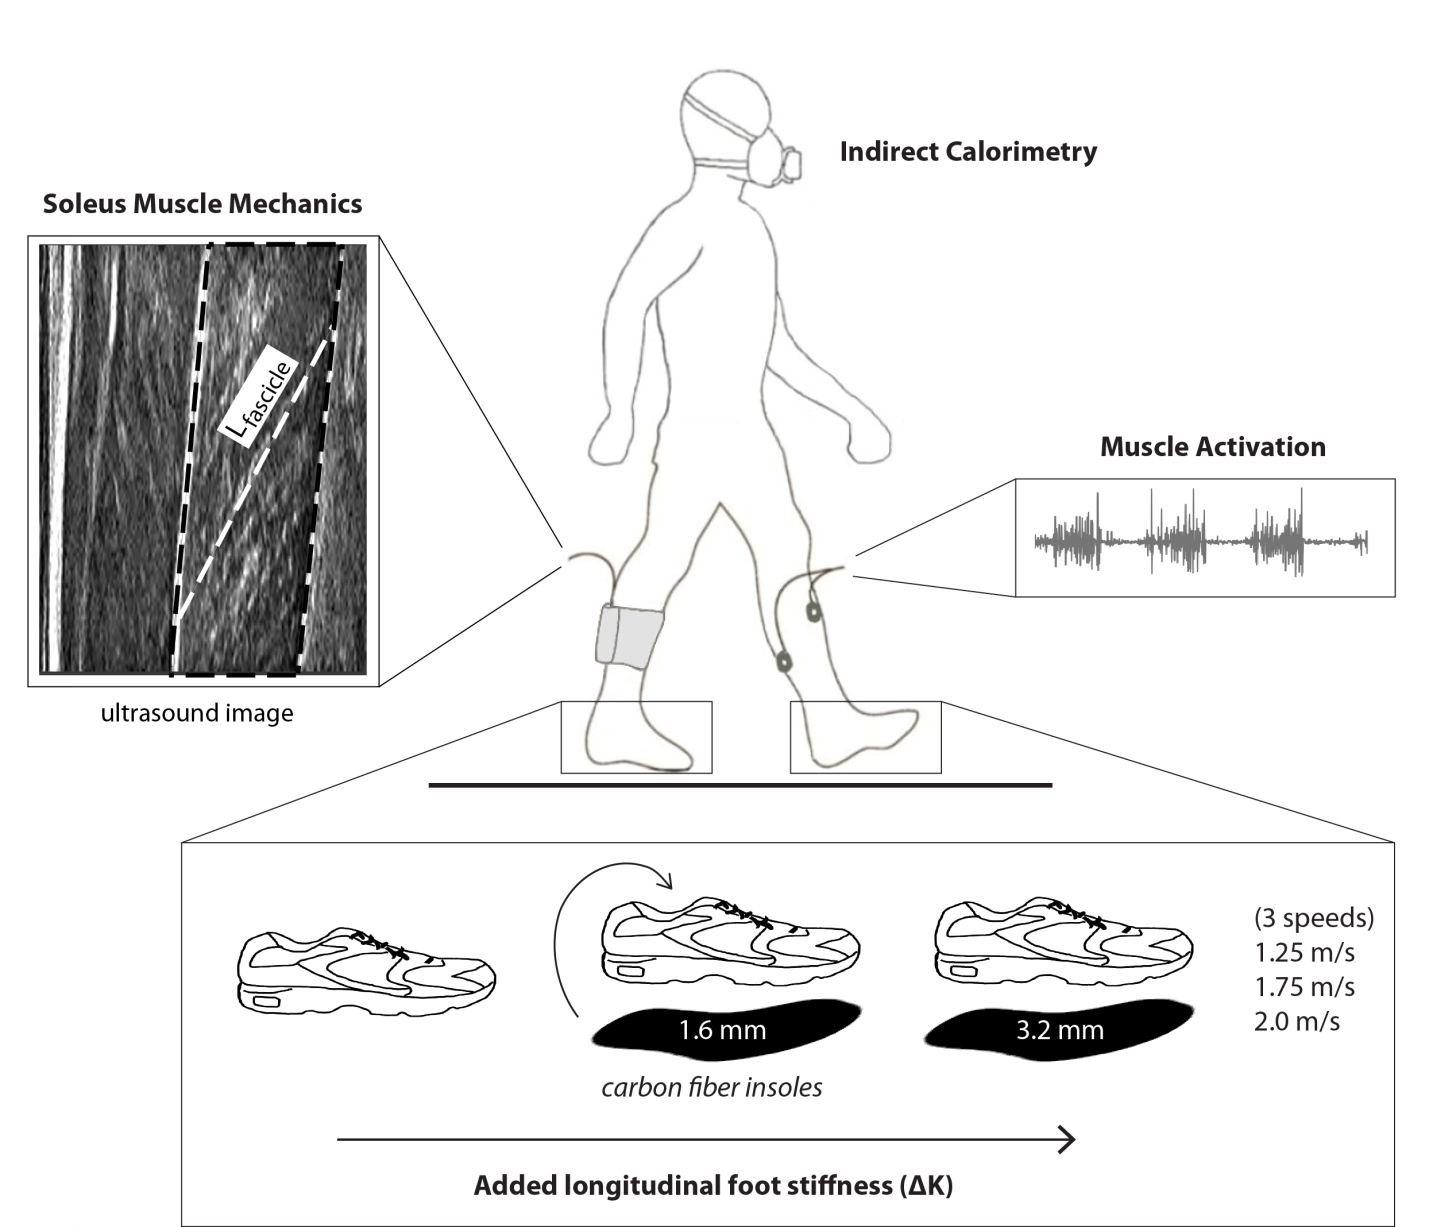 Indirect Calorimetry
Soleus Muscle Mechanics
Lfascicle
ultrasound image
Muscle Activation
(3 speeds)
1.25 m/s
1.75 m/s
2.0 m/s
1.6 mm
3.2 mm
carbon fiber insoles
Added longitudinal foot stiffness (ΔK)